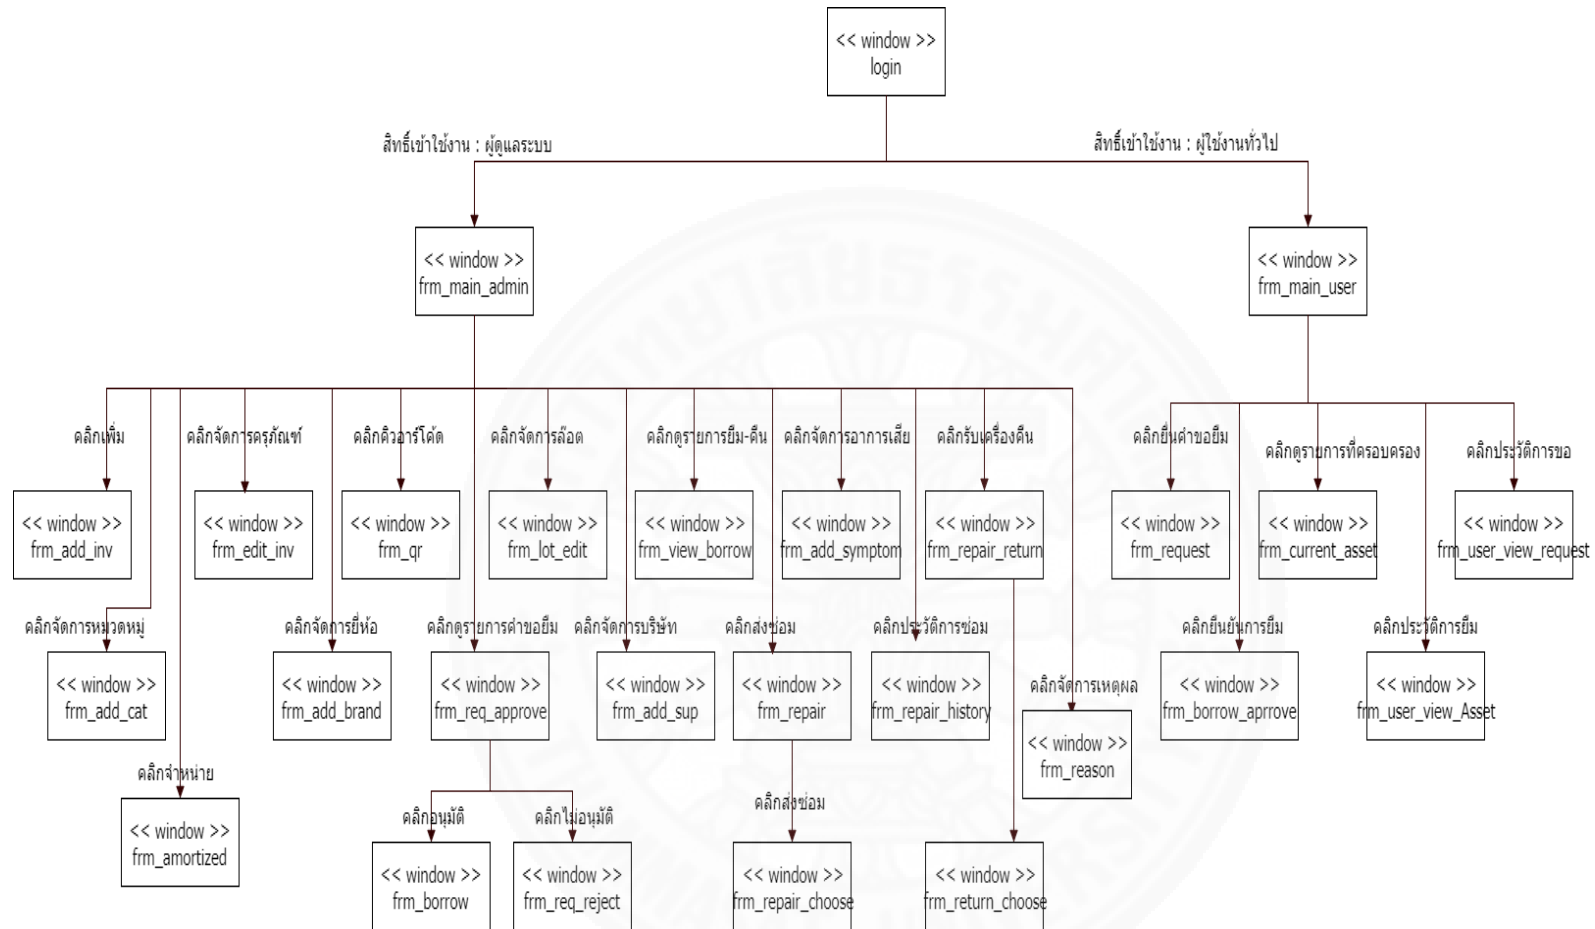 << window >>
login
สิทธิ์เข้าใช้งาน : ผู้ดูแลระบบ
สิทธิ์เข้าใช้งาน : ผู้ใช้งานทั่วไป
<< window >>
frm_main_admin
<< window >>
frm_main_user
คลิกเพิ่ม
คลิกจัดการครุภัณฑ์
คลิกคิวอาร์โค้ด
คลิกจัดการล๊อต
คลิกดูรายการยืม-คืน
คลิกจัดการอาการเสีย
คลิกรับเครื่องคืน
คลิกยื่นคำขอยืม
คลิกดูรายการที่ครอบครอง
คลิกประวัติการขอ
<< window >>
frm_add_inv
<< window >>
frm_edit_inv
<< window >>
frm_qr
<< window >>
frm_lot_edit
<< window >>
frm_view_borrow
<< window >>
frm_add_symptom
<< window >>
frm_repair_return
<< window >>
frm_request
<< window >>
frm_current_asset
<< window >>
frm_user_view_request
คลิกจัดการหมวดหมู่
คลิกจัดการยี่ห้อ
คลิกดูรายการคำขอยืม
คลิกจัดการบริษัท
คลิกส่งซ่อม
คลิกประวัติการซ่อม
คลิกยืนยันการยืม
คลิกประวัติการยืม
<< window >>
frm_add_cat
<< window >>
frm_add_brand
<< window >>
frm_req_approve
<< window >>
frm_add_sup
<< window >>
frm_repair
<< window >>
frm_repair_history
คลิกจัดการเหตุผล
<< window >>
frm_reason
<< window >>
frm_borrow_aprrove
<< window >>
frm_user_view_Asset
คลิกจำหน่าย
<< window >>
frm_amortized
คลิกอนุมัติ
คลิกไม่อนุมัติ
คลิกส่งซ่อม
<< window >>
frm_borrow
<< window >>
frm_req_reject
<< window >>
frm_repair_choose
<< window >>
frm_return_choose